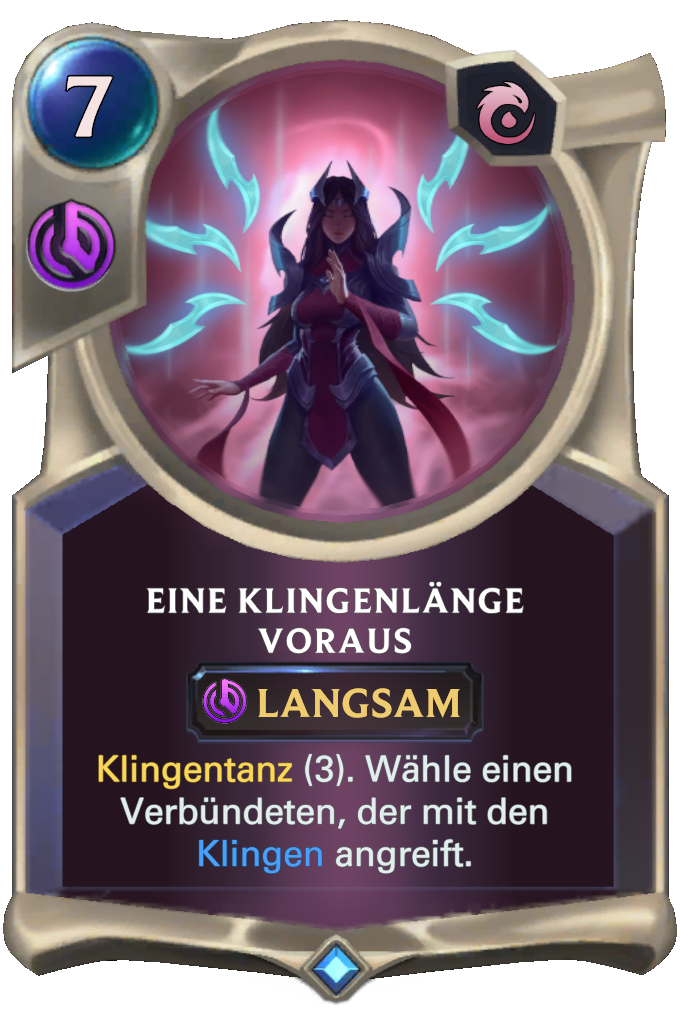 7
EINE KLINGENLÄNGE
VORAUS
LANGSAM
Klingentanz (3). Wähle einen
Verbündeten, der mit den
Klingen angreift.